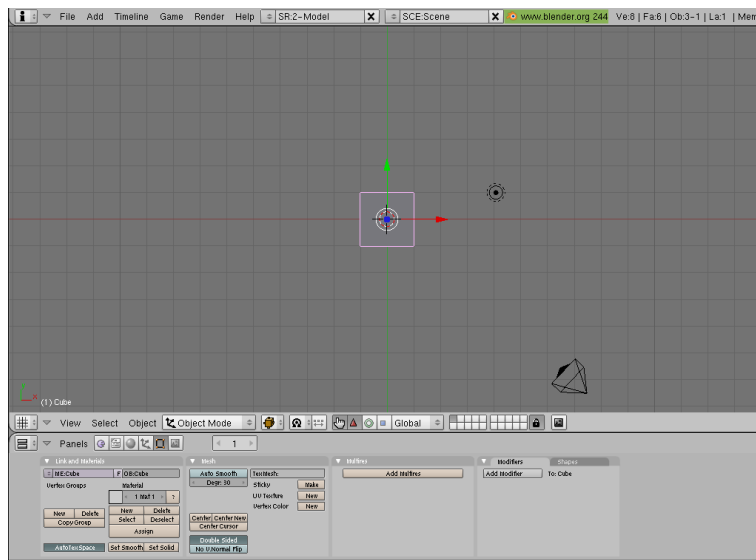 File Add Timeline Game Render Help SR:2-Model X SCE:Scene X www.blender.org 244 Ve:8 | Fa:6 | Ob:3-1 | La:1 | Mem
(1) Cube
View Select Object Object Mode Global
Panels 1
Link and Materials Mesh Multires Modifiers Shapes
ME:Cube F OB:Cube Auto Smooth TexMesh: Add Multires Add Modifier To: Cube
Vertex Groups Material Degr: 30 Sticky Make
1 Mat 1 ? UV Texture New
Vertex Color New
New Delete New Delete
Copy Group Select Deselect Center Center New
Assign Center Cursor
Double Sided
AutoTexSpace Set Smooth Set Solid No V.Normal Flip